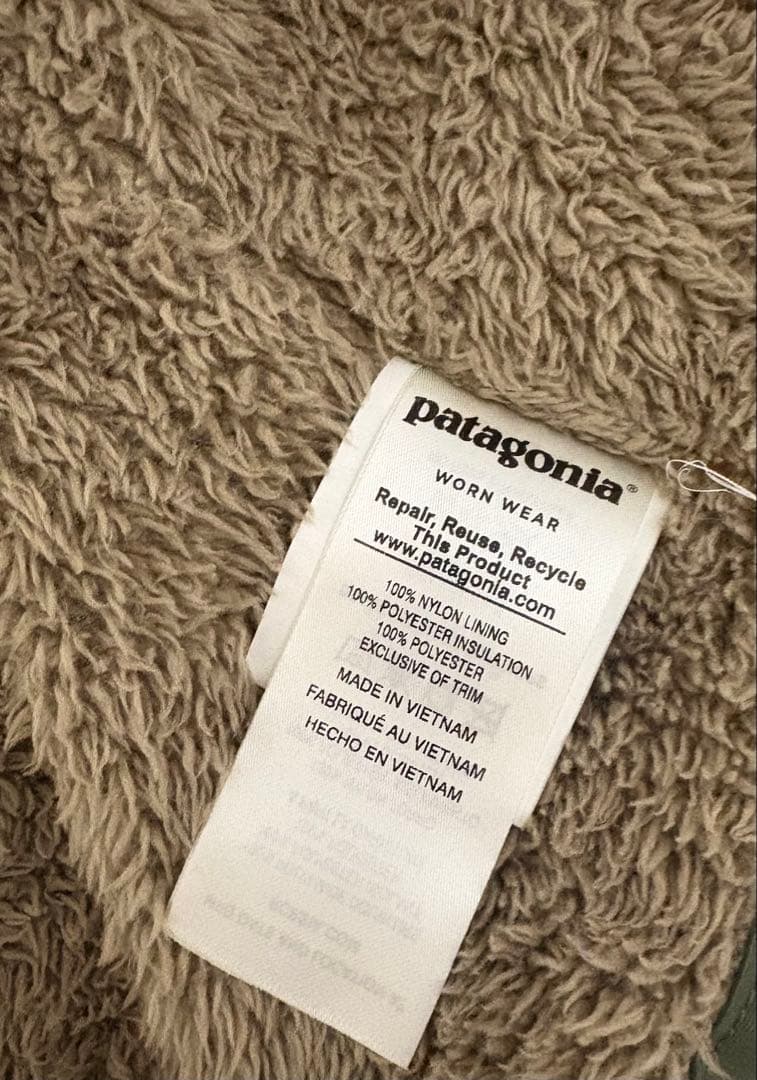 patagonia®
WORN WEAR
Repair, Reuse, Recycle
This Product
www.patagonia.com
100% NYLON LINING
100% POLYESTER INSULATION
100% POLYESTER
EXCLUSIVE OF TRIM
MADE IN VIETNAM
FABRIQUÉ AU VIETNAM
HECHO EN VIETNAM